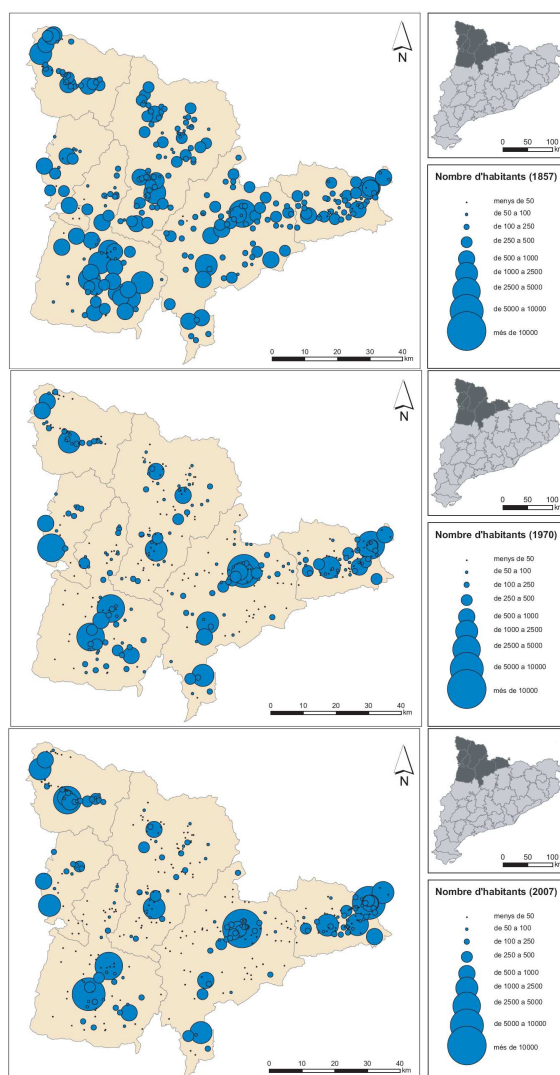 N
0 10 20 30 40
km
0 50 100
km
Nombre d'habitants (1857)
menys de 50
de 50 a 100
de 100 a 250
de 250 a 500
de 500 a 1000
de 1000 a 2500
de 2500 a 5000
de 5000 a 10000
més de 10000
N
0 10 20 30 40
km
0 50 100
km
Nombre d'habitants (1970)
menys de 50
de 50 a 100
de 100 a 250
de 250 a 500
de 500 a 1000
de 1000 a 2500
de 2500 a 5000
de 5000 a 10000
més de 10000
N
0 10 20 30 40
km
0 50 100
km
Nombre d'habitants (2007)
menys de 50
de 50 a 100
de 100 a 250
de 250 a 500
de 500 a 1000
de 1000 a 2500
de 2500 a 5000
de 5000 a 10000
més de 10000